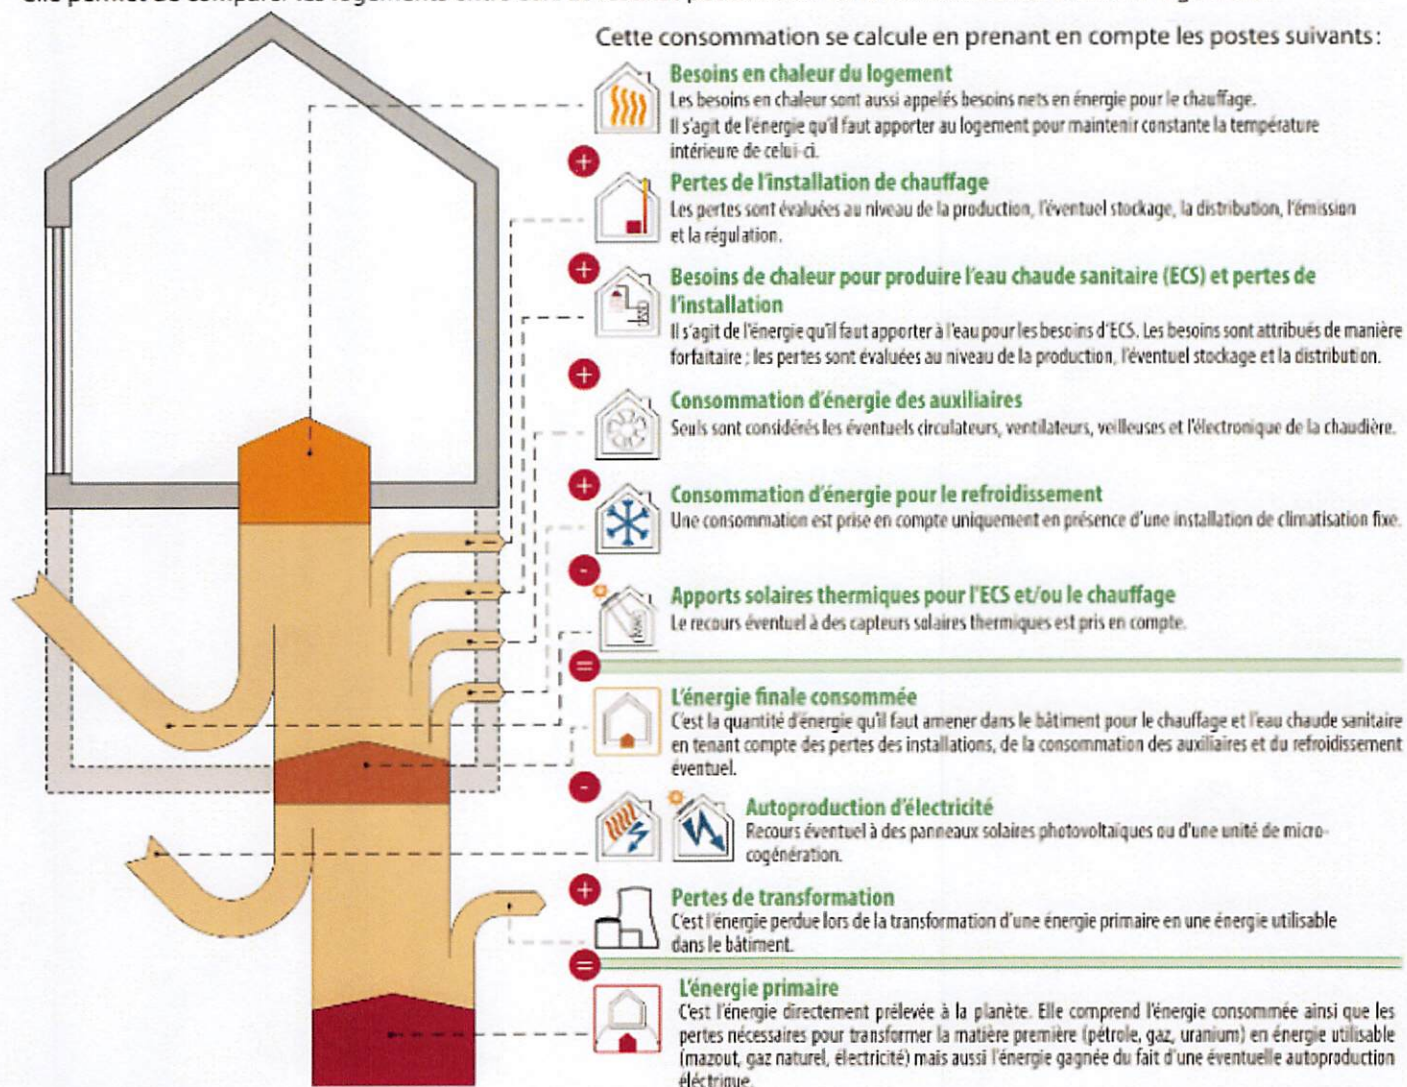 Cette consommation se calcule en prenant en compte les postes suivants :
Besoins en chaleur du logement
Les besoins en chaleur sont aussi appelés besoins nets en énergie pour le chauffage.
Il s'agit de l'énergie qu'il faut apporter au logement pour maintenir constante la température
intérieure de celui-ci.
+
Pertes de l'installation de chauffage
Les pertes sont évaluées au niveau de la production, l'éventuel stockage, la distribution, l'émission
et la régulation.
+
Besoins de chaleur pour produire l'eau chaude sanitaire (ECS) et pertes de
l'installation
Il s'agit de l'énergie qu'il faut apporter à l'eau pour les besoins d'ECS. Les besoins sont attribués de manière
forfaitaire ; les pertes sont évaluées au niveau de la production, l'éventuel stockage et la distribution.
+
Consommation d'énergie des auxiliaires
Seuls sont considérés les éventuels circulateurs, ventilateurs, veilleuses et l'électronique de la chaudière.
+
Consommation d'énergie pour le refroidissement
Une consommation est prise en compte uniquement en présence d'une installation de climatisation fixe.
-
Apports solaires thermiques pour l'ECS et/ou le chauffage
Le recours éventuel à des capteurs solaires thermiques est pris en compte.
=
L'énergie finale consommée
C'est la quantité d'énergie qu'il faut amener dans le bâtiment pour le chauffage et l'eau chaude sanitaire
en tenant compte des pertes des installations, de la consommation des auxiliaires et du refroidissement
éventuel.
-
Autoproduction d'électricité
Recours éventuel à des panneaux solaires photovoltaïques ou d'une unité de micro-
cogénération.
+
Pertes de transformation
C'est l'énergie perdue lors de la transformation d'une énergie primaire en une énergie utilisable
dans le bâtiment.
=
L'énergie primaire
C'est l'énergie directement prélevée à la planète. Elle comprend l'énergie consommée ainsi que les
pertes nécessaires pour transformer la matière première (pétrole, gaz, uranium) en énergie utilisable
(mazout, gaz naturel, électricité) mais aussi l'énergie gagnée du fait d'une éventuelle autoproduction
électrique.